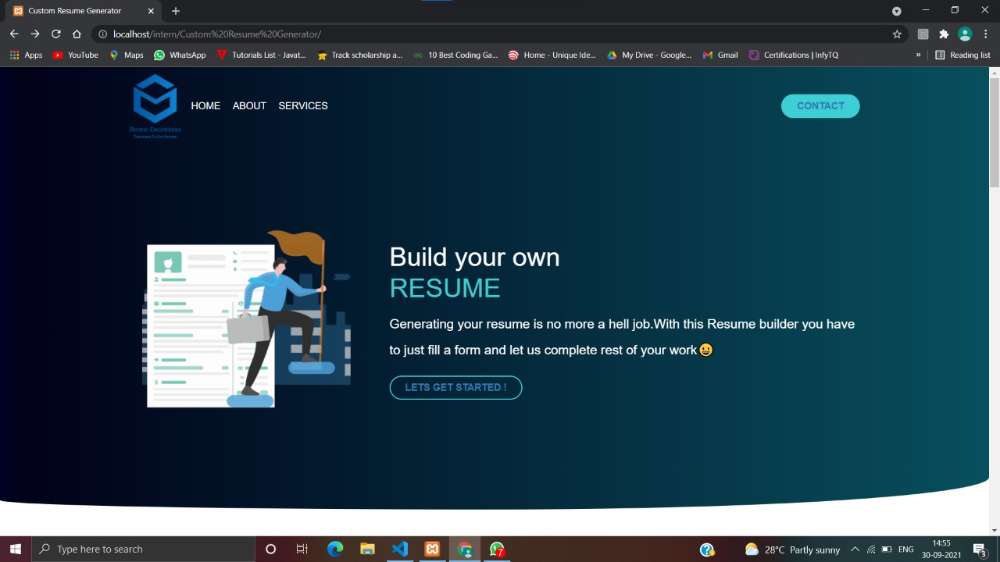 Custom Resume Generator
localhost/intern/Custom%20Resume%20Generator/
Apps YouTube Maps WhatsApp Tutorials List - Javat... Track scholarship a... 10 Best Coding Ga... Home - Unique Ide... My Drive - Google... Gmail Certifications | InfyTQ » Reading list
HOME ABOUT SERVICES CONTACT
BIONIC ENGINEERS
Build your own
RESUME
Generating your resume is no more a hell job.With this Resume builder you have
to just fill a form and let us complete rest of your work😀
LETS GET STARTED !
Type here to search 7 28°C Partly sunny ENG 14:55
30-09-2021 3